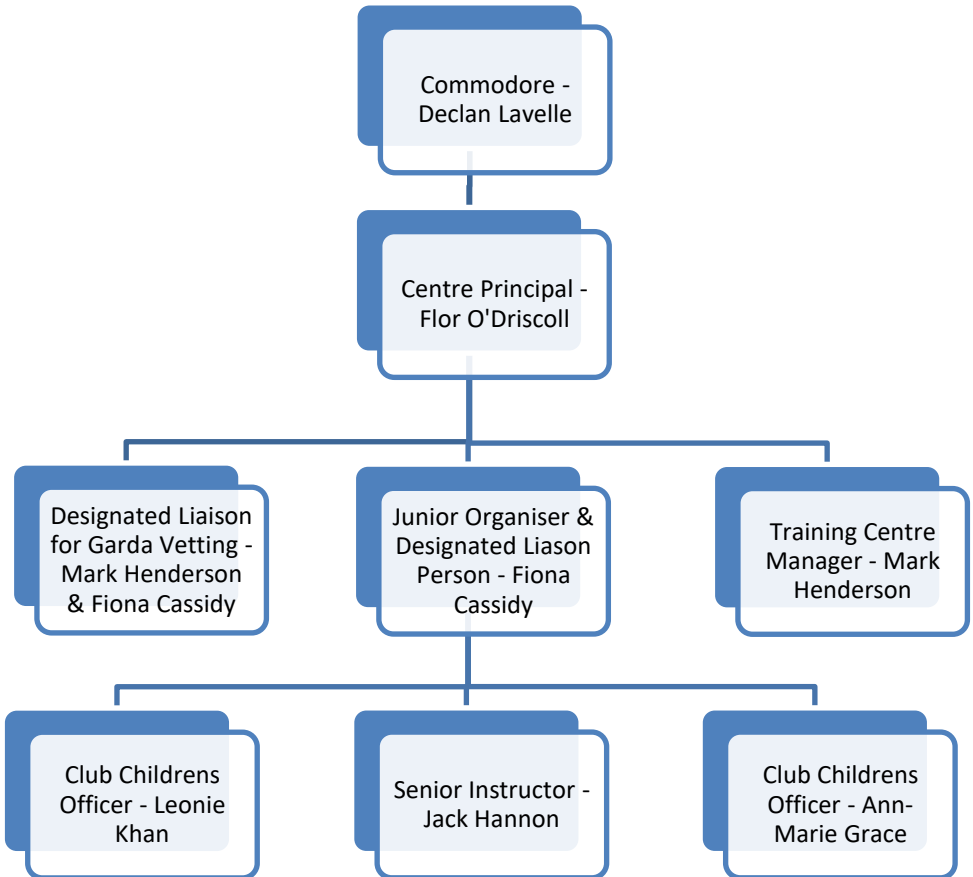 Commodore -
Declan Lavelle
Centre Principal -
Flor O'Driscoll
Designated Liaison
for Garda Vetting -
Mark Henderson
& Fiona Cassidy
Junior Organiser &
Designated Liason
Person - Fiona
Cassidy
Training Centre
Manager - Mark
Henderson
Club Childrens
Officer - Leonie
Khan
Senior Instructor -
Jack Hannon
Club Childrens
Officer - Ann-
Marie Grace